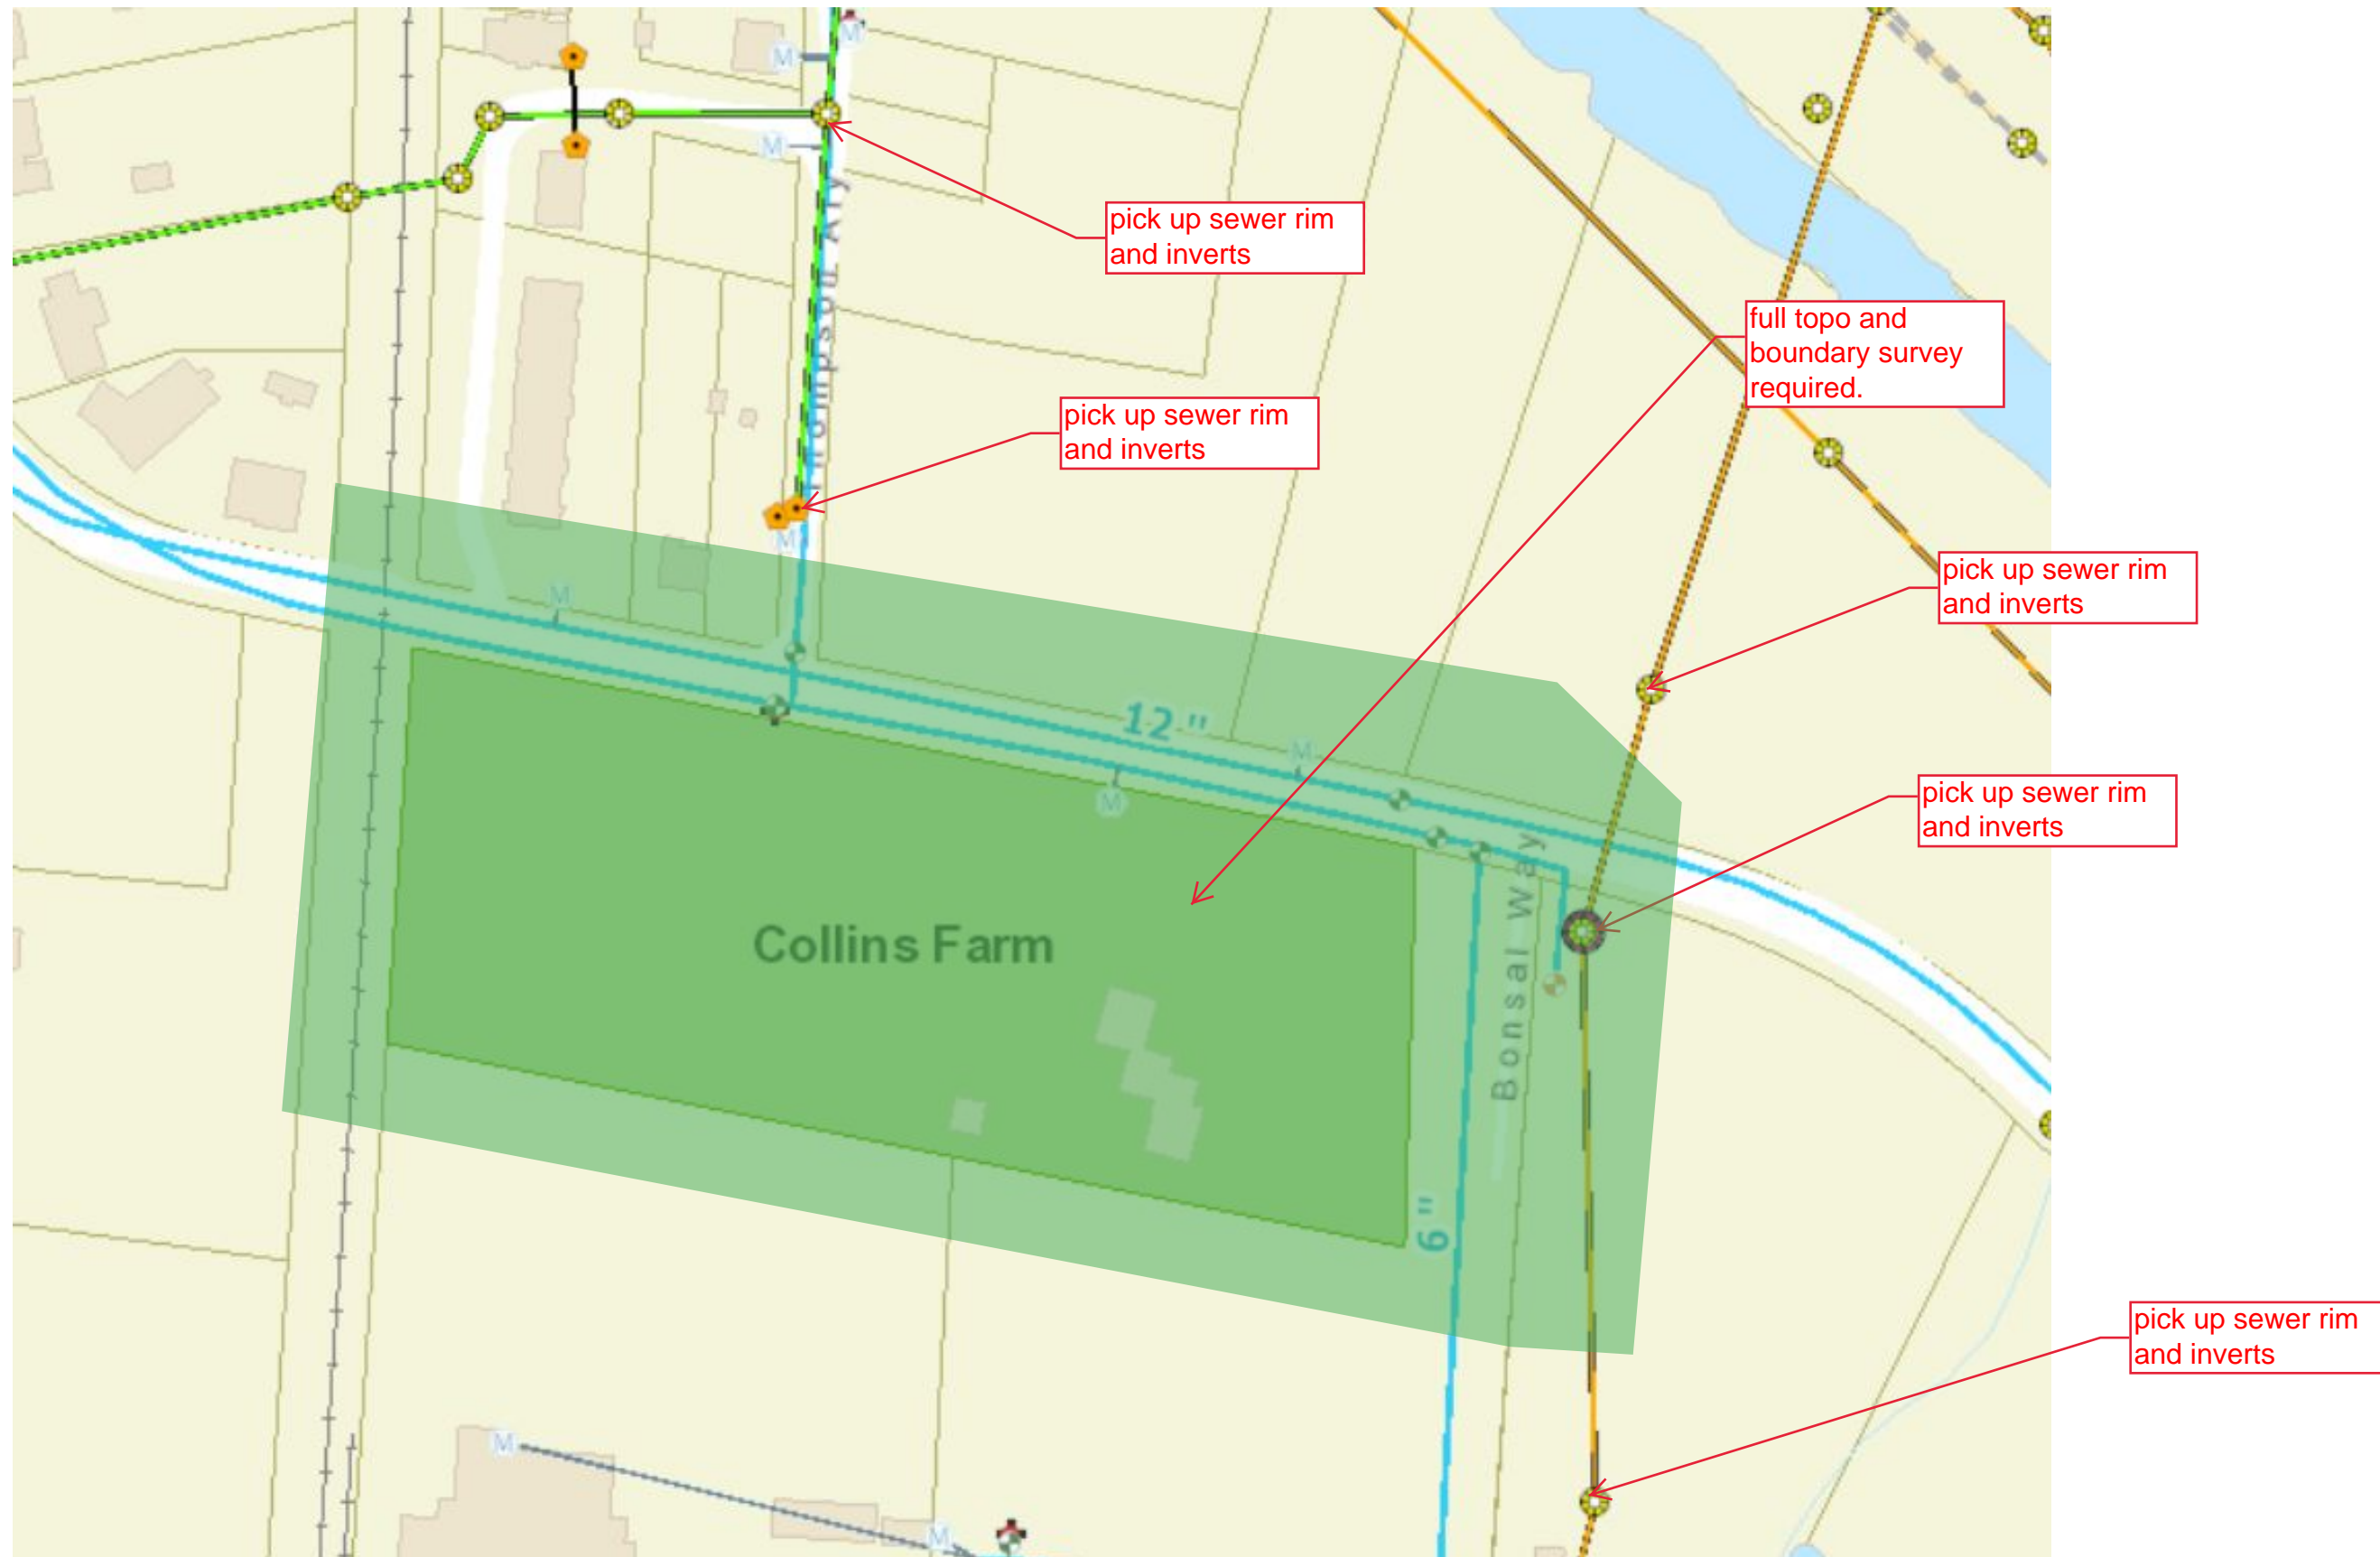 M
M
M
pick up sewer rim
and inverts
Thompson Aly
full topo and
boundary survey
required.
pick up sewer rim
and inverts
M
pick up sewer rim
and inverts
M
12"
M
M
pick up sewer rim
and inverts
Collins Farm
Bonsal Way
6"
pick up sewer rim
and inverts
M
M